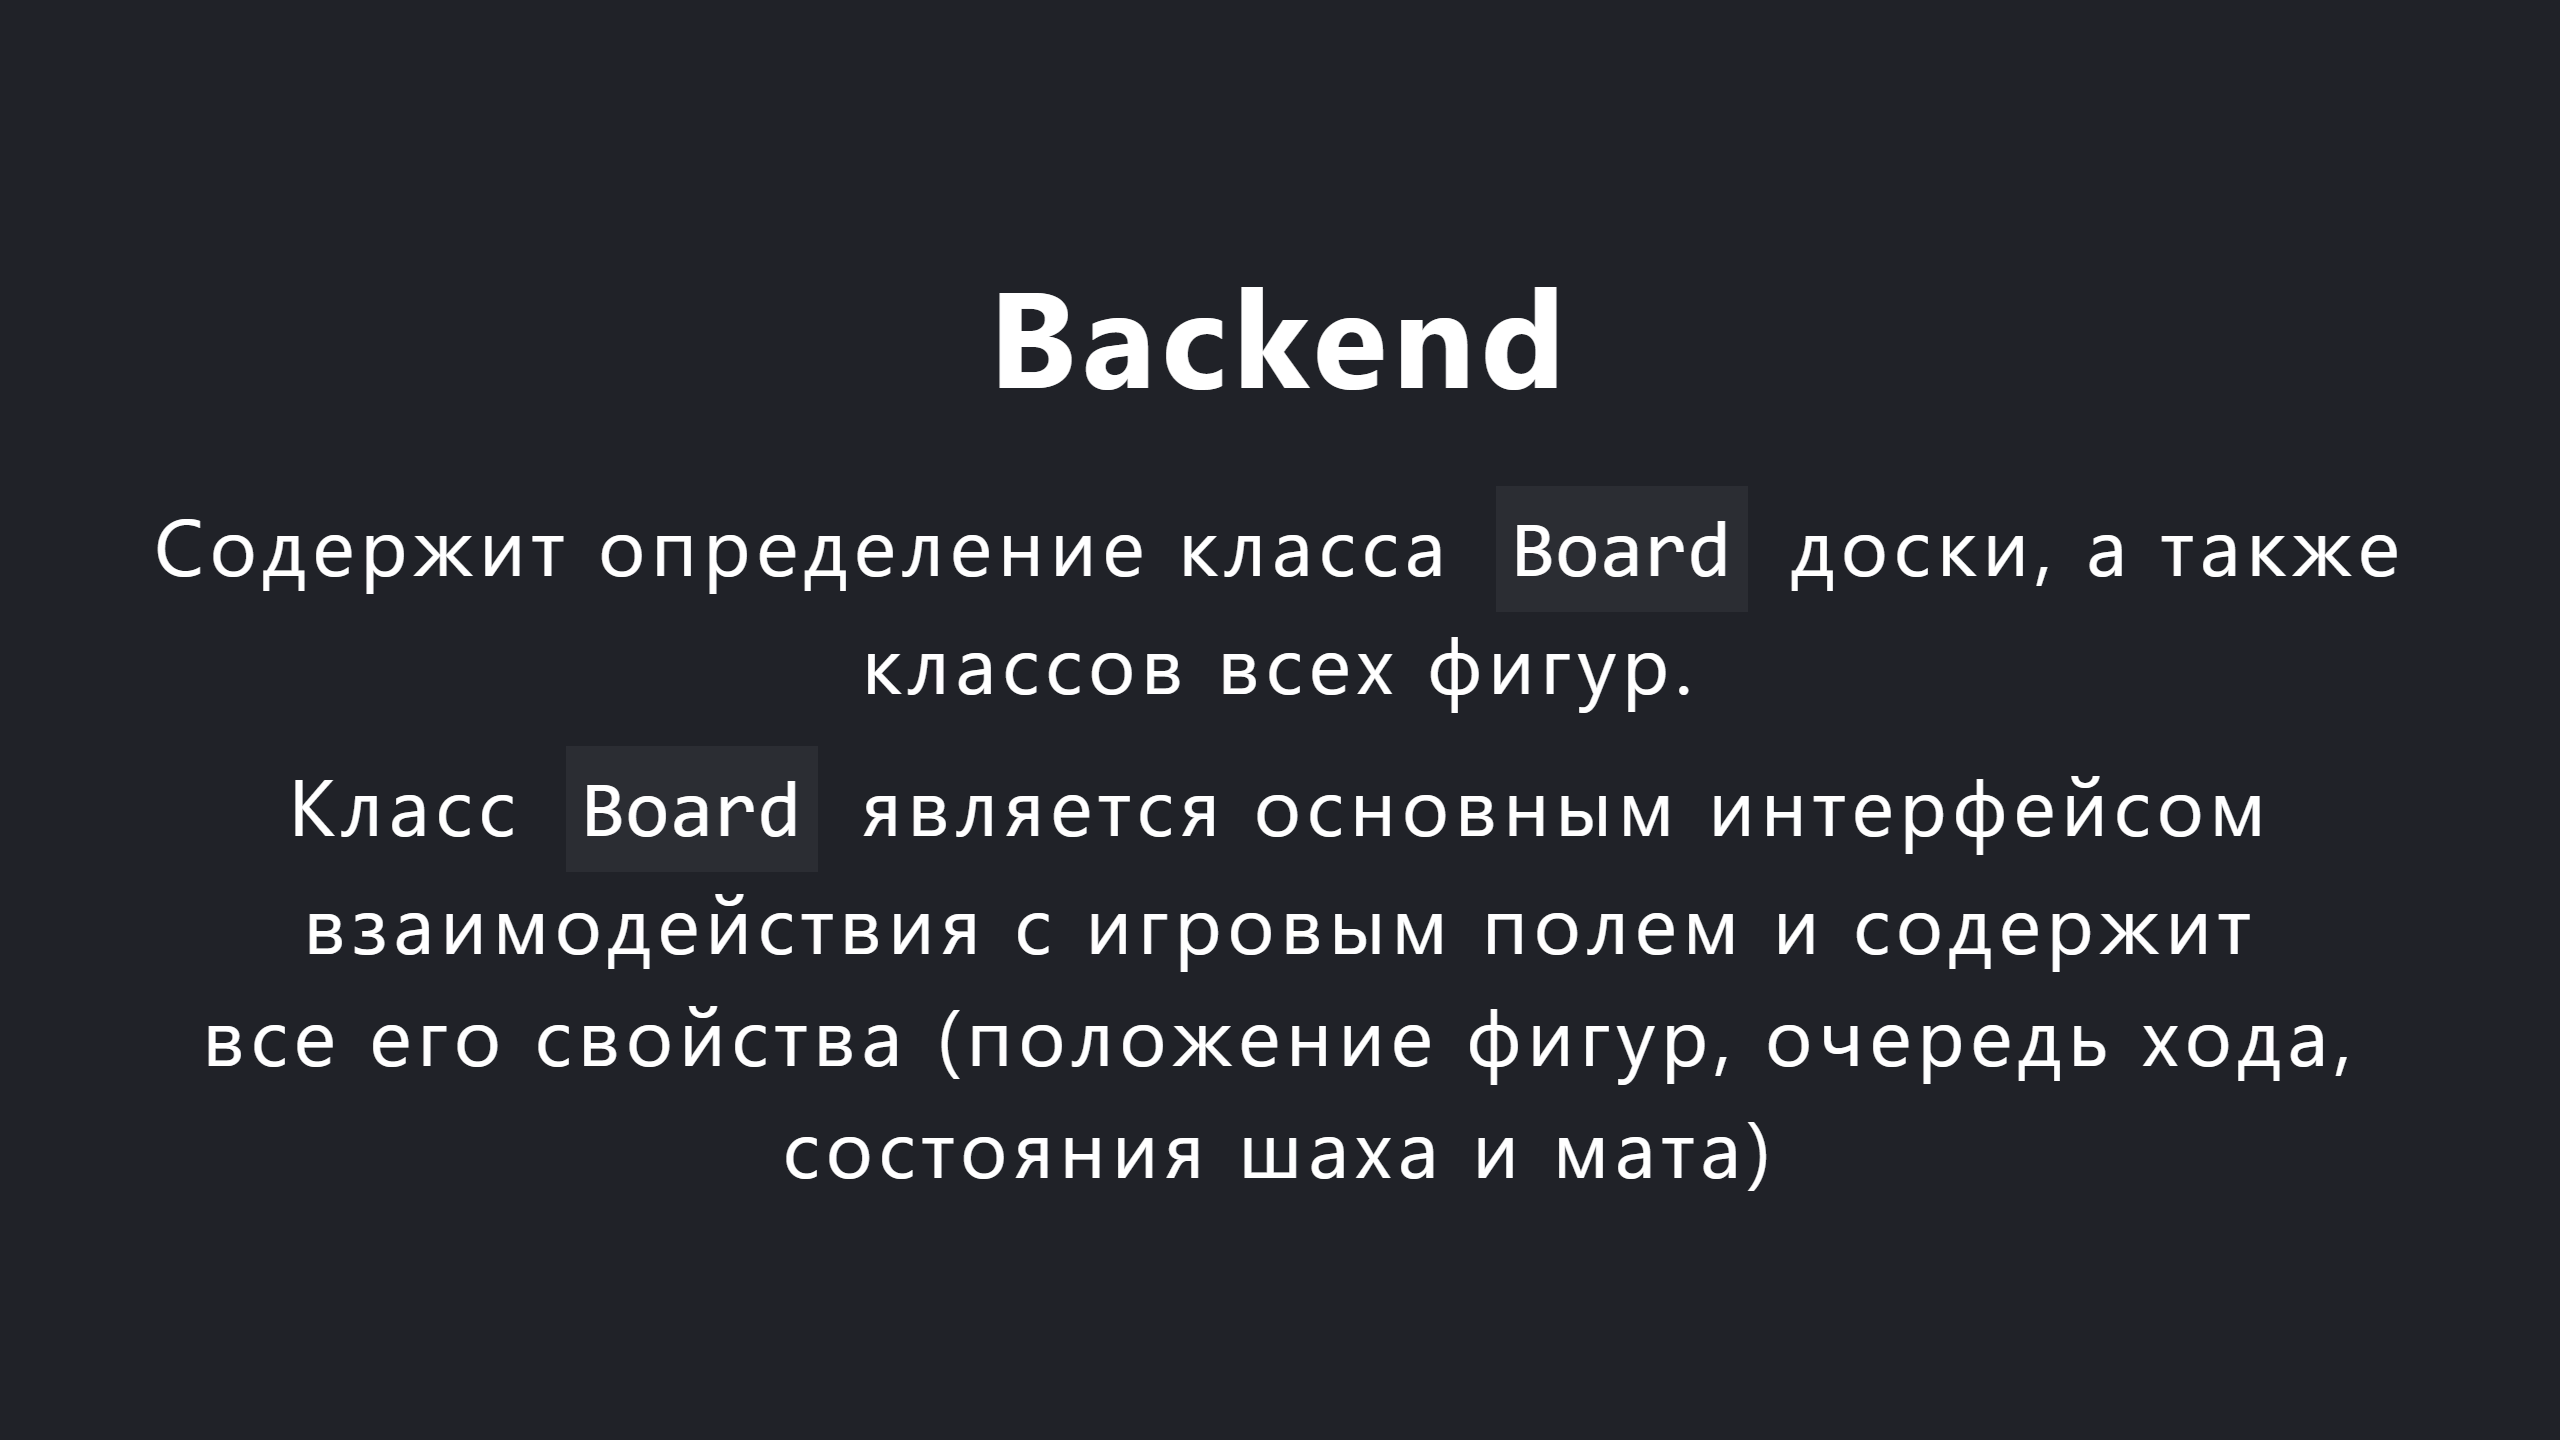 Backend
Содержит определение класса Board доски, а также
классов всех фигур.
Класс Board является основным интерфейсом
взаимодействия с игровым полем и содержит
все его свойства (положение фигур, очередь хода,
состояния шаха и мата)